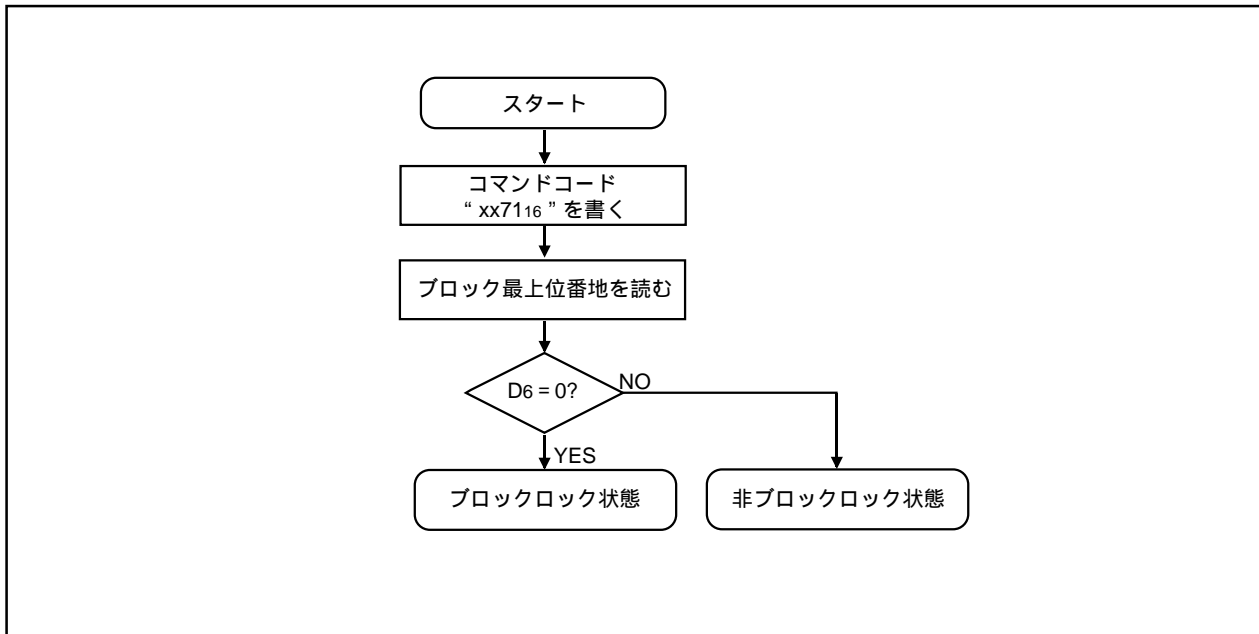 スタート
コマンドコード
“ xx7116 ” を書く
ブロック最上位番地を読む
D6 = 0?
NO
YES
ブロックロック状態
非ブロックロック状態